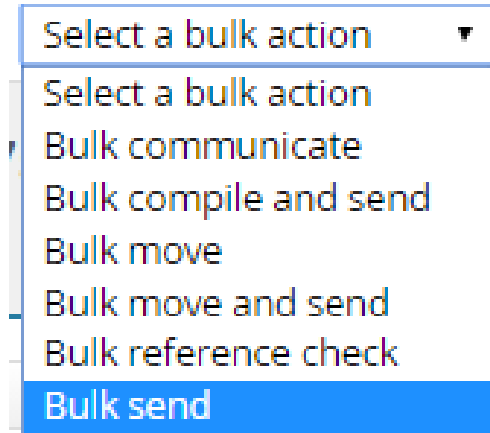 Select a bulk action ▼
Select a bulk action
Bulk communicate
Bulk compile and send
Bulk move
Bulk move and send
Bulk reference check
Bulk send